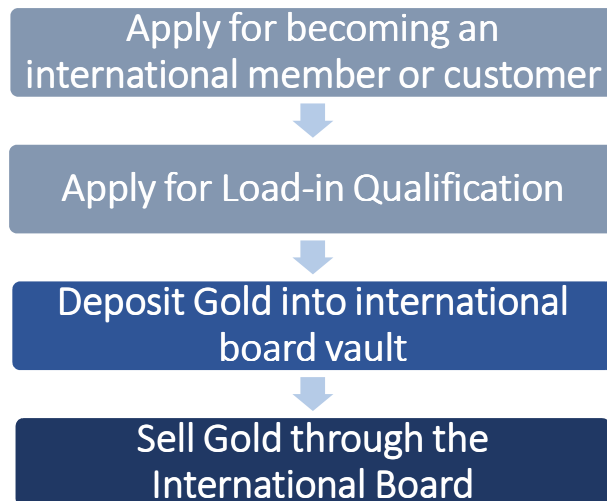 Apply for becoming an
international member or customer
Apply for Load-in Qualification
Deposit Gold into international
board vault
Sell Gold through the
International Board